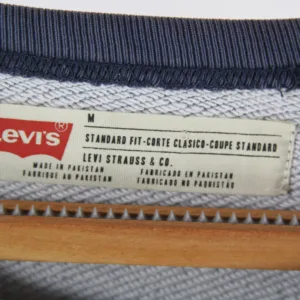 M
Levi's®
STANDARD FIT-CORTE CLASICO-COUPE STANDARD
LEVI STRAUSS & CO.
MADE IN PAKISTAN FABRICADO EN PAKISTAN
FABRIQUÉ AU PAKISTAN FABRICADO NO PAQUISTÃO